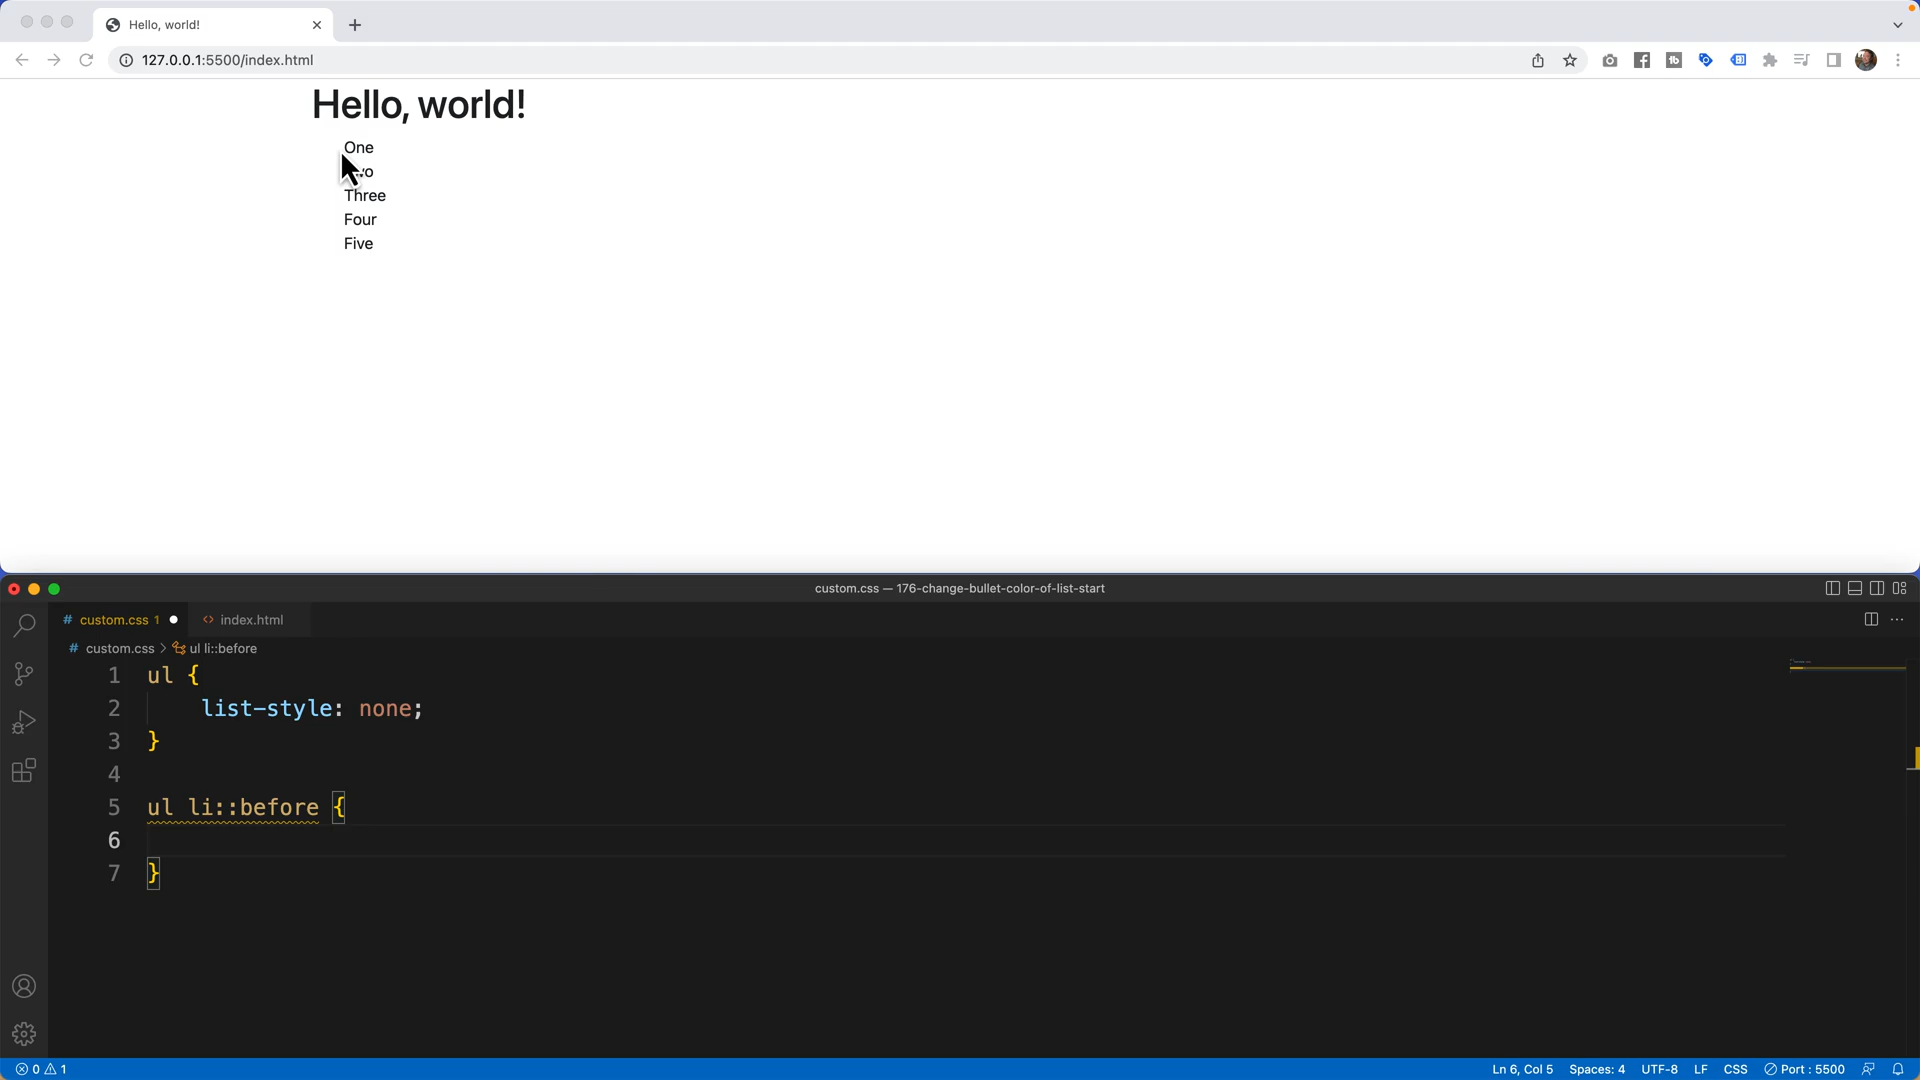 Hello, world!
127.0.0.1:5500/index.html
Hello, world!
One
Three
Four
Five
custom.css — 176-change-bullet-color-of-list-start
# custom.css 1
<> index.html
# custom.css > ul li::before
1 ul {
2 list-style: none;
3 }
4
5 ul li::before {
6
7 }
0 1
Ln 6, Col 5 Spaces: 4 UTF-8 LF CSS Port : 5500